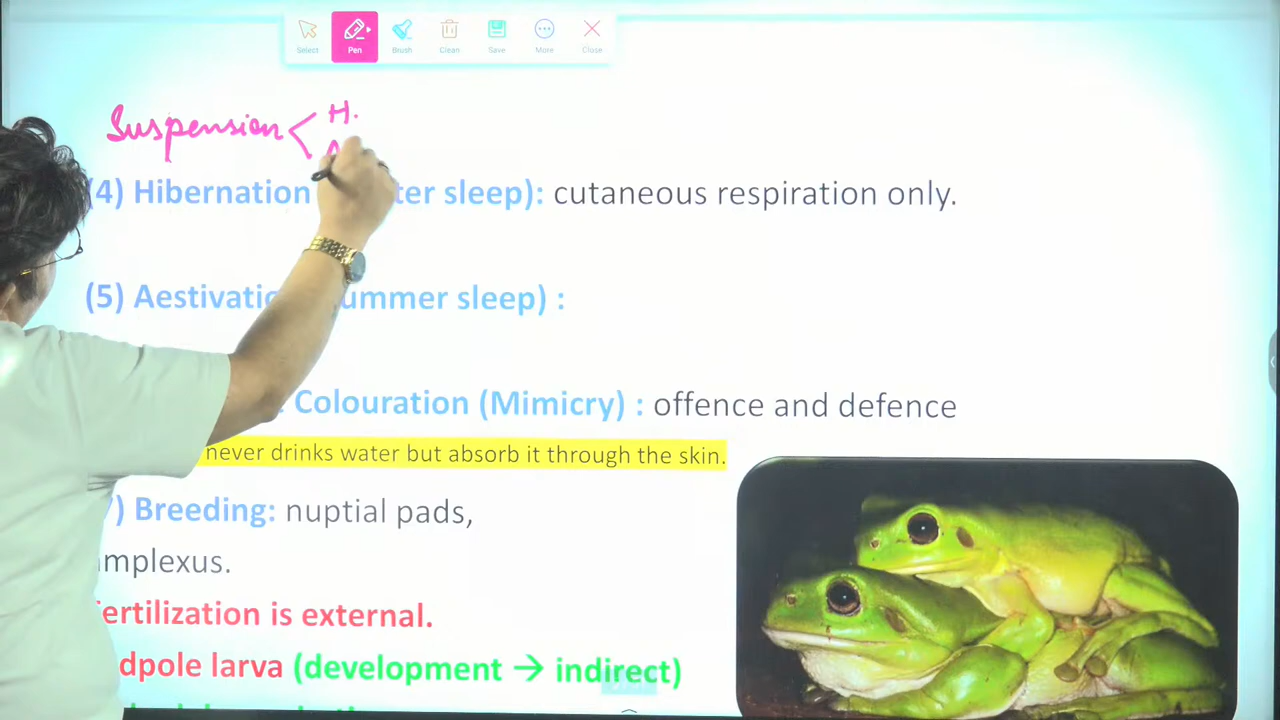 Select Pen Brush Clean Save More Close
Suspension < H.
A
(4) Hibernation ter sleep): cutaneous respiration only.
(5) Aestivatio ummer sleep) :
Colouration (Mimicry) : offence and defence
never drinks water but absorb it through the skin.
) Breeding: nuptial pads,
mplexus.
fertilization is external.
dpole larva (development → indirect)